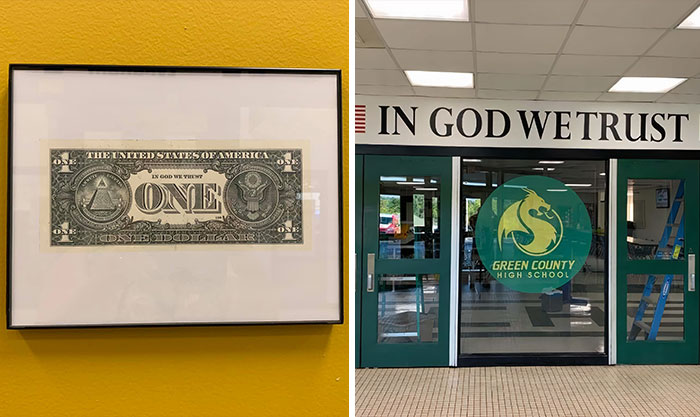 THE UNITED STATES OF AMERICA
ONE
ONE
IN GOD WE TRUST
ONE
ONE
ONE
ONE DOLLAR
IN GOD WE TRUST
GREEN COUNTY
HIGH SCHOOL